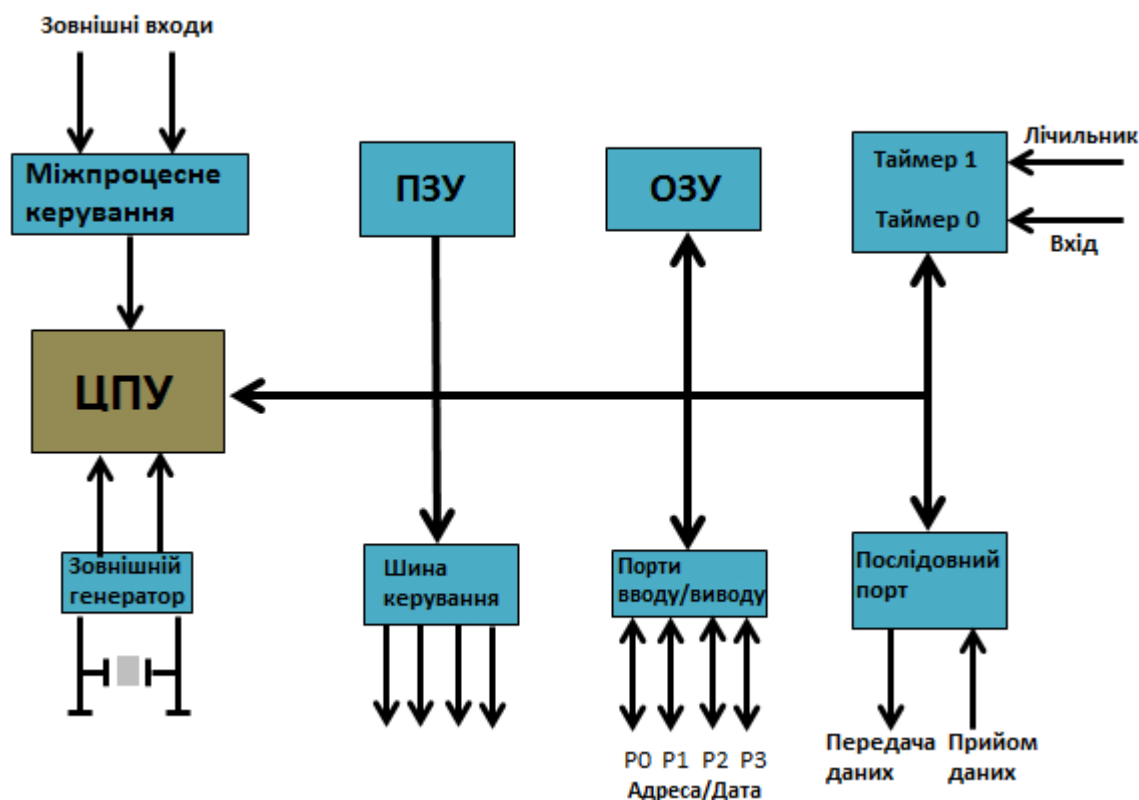 Зовнішні входи
Міжпроцесне
керування
ПЗУ
ОЗУ
Таймер 1
Таймер 0
Лічильник
Вхід
ЦПУ
Зовнішній
генератор
Шина
керування
Порти
вводу/виводу
Послідовний
порт
P0 P1 P2 P3
Адреса/Дата
Передача
даних
Прийом
даних